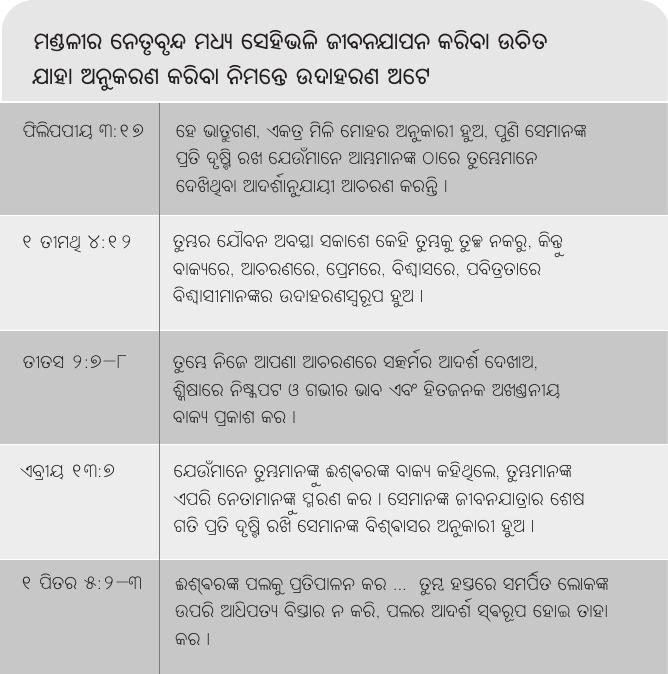 ମଣ୍ଡଳୀର ନେତୃବୃନ୍ଦ ମଧ୍ୟ ସେହିଭଳି ଜୀବନଯାପନ କରିବା ଉଚିତ
ଯାହା ଅନୁକରଣ କରିବା ନିମନ୍ତେ ଉଦାହରଣ ଅଟେ
ଫିଲିପପୀୟ ୩:୧୭
ହେ ଭାତୃଗଣ, ଏକତ୍ର ମିଳି ମୋହର ଅନୁକାରୀ ହୁଅ, ପୁଣି ସେମାନଙ୍କ
ପ୍ରତି ଦୃଷ୍ଟି ରଖ ଯେଉଁମାନେ ଆମ୍ଭମାନଙ୍କ ଠାରେ ତୁମ୍ଭେମାନେ
ଦେଖିଥିବା ଆଦର୍ଶାନୁଯାୟୀ ଆଚରଣ କରନ୍ତି ।
୧ ତୀମଥି ୪:୧୨
ତୁମ୍ଭର ଯୌବନ ଅବସ୍ଥା ସକାଶେ କେହି ତୁମ୍ଭକୁ ତୁଚ୍ଛ ନକରୁ, କିନ୍ତୁ
ବାକ୍ୟରେ, ଆଚରଣରେ, ପ୍ରେମରେ, ବିଶ୍ୱାସରେ, ପବିତ୍ରତାରେ
ବିଶ୍ୱାସୀମାନଙ୍କର ଉଦାହରଣସ୍ୱରୂପ ହୁଅ ।
ତୀତସ ୨:୭–୮
ତୁମ୍ଭେ ନିଜେ ଆପଣା ଆଚରଣରେ ସତ୍କର୍ମର ଆଦର୍ଶ ଦେଖାଅ,
ଶିକ୍ଷାରେ ନିଷ୍କପଟ ଓ ଗଭୀର ଭାବ ଏବଂ ହିତଜନକ ଅଖଣ୍ଡନୀୟ
ବାକ୍ୟ ପ୍ରକାଶ କର ।
ଏବ୍ରୀୟ ୧୩:୭
ଯେଉଁମାନେ ତୁମ୍ଭମାନଙ୍କୁ ଈଶ୍ଵରଙ୍କ ବାକ୍ୟ କହିଥିଲେ, ତୁମ୍ଭମାନଙ୍କ
ଏପରି ନେତାମାନଙ୍କୁ ସ୍ମରଣ କର । ସେମାନଙ୍କ ଜୀବନଯାତ୍ରାର ଶେଷ
ଗତି ପ୍ରତି ଦୃଷ୍ଟି ରଖି ସେମାନଙ୍କ ବିଶ୍ଵାସର ଅନୁକାରୀ ହୁଅ ।
୧ ପିତର ୫:୨–୩
ଈଶ୍ଵରଙ୍କ ପଲକୁ ପ୍ରତିପାଳନ କର ... ତୁମ୍ଭ ହସ୍ତରେ ସମର୍ପିତ ଲୋକଙ୍କ
ଉପରି ଆଧିପତ୍ୟ ବିସ୍ତାର ନ କରି, ପଲର ଆଦର୍ଶ ସ୍ଵରୂପ ହୋଇ ତାହା
କର ।